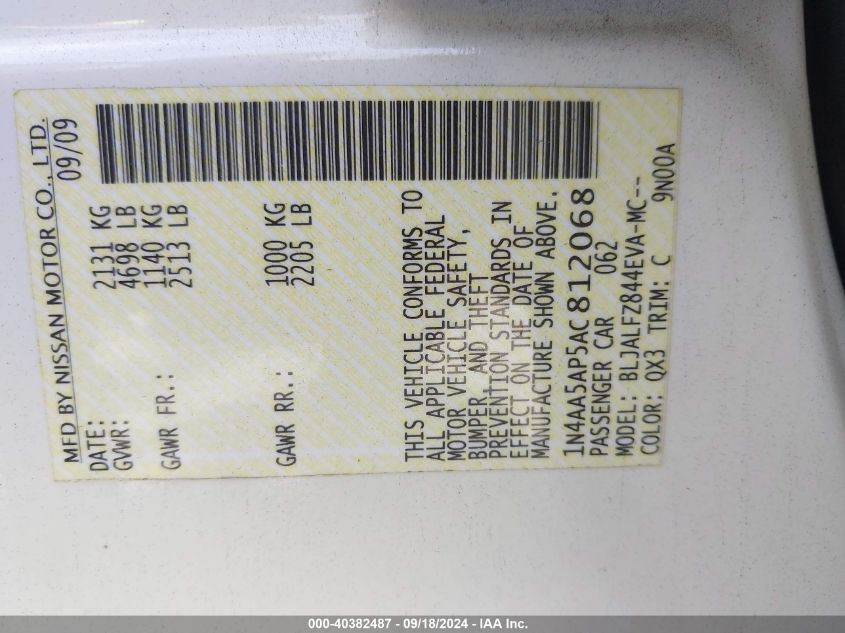 MFD BY NISSAN MOTOR CO., LTD.
DATE: 09/09
GVWR: 2131 KG
4698 LB
GAWR FR.: 1140 KG
2513 LB
GAWR RR.: 1000 KG
2205 LB
THIS VEHICLE CONFORMS TO
ALL APPLICABLE FEDERAL
MOTOR VEHICLE SAFETY,
BUMPER AND THEFT
PREVENTION STANDARDS IN
EFFECT ON THE DATE OF
MANUFACTURE SHOWN ABOVE.
1N4AA5AP5AC812068
PASSENGER CAR 062
MODEL: BLJALFZ844EVA-MC--
COLOR: QX3 TRIM: C 9N00A
000-40382487 - 09/18/2024 - IAA Inc.